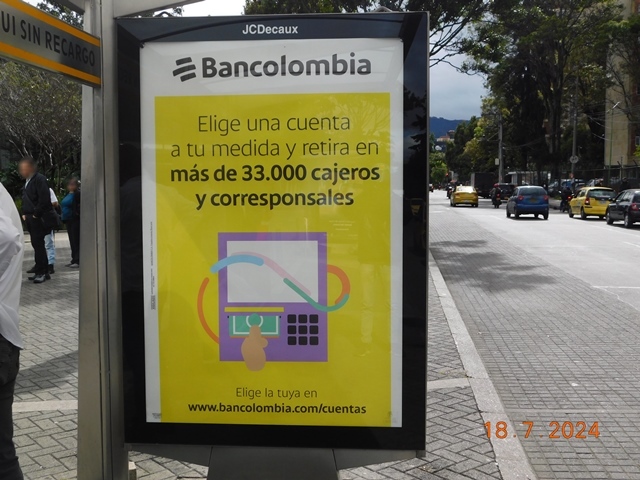 UI SIN RECARGO
JCDecaux
Bancolombia
Elige una cuenta
a tu medida y retira en
más de 33.000 cajeros
y corresponsales
Elige la tuya en
www.bancolombia.com/cuentas
18.7.2024